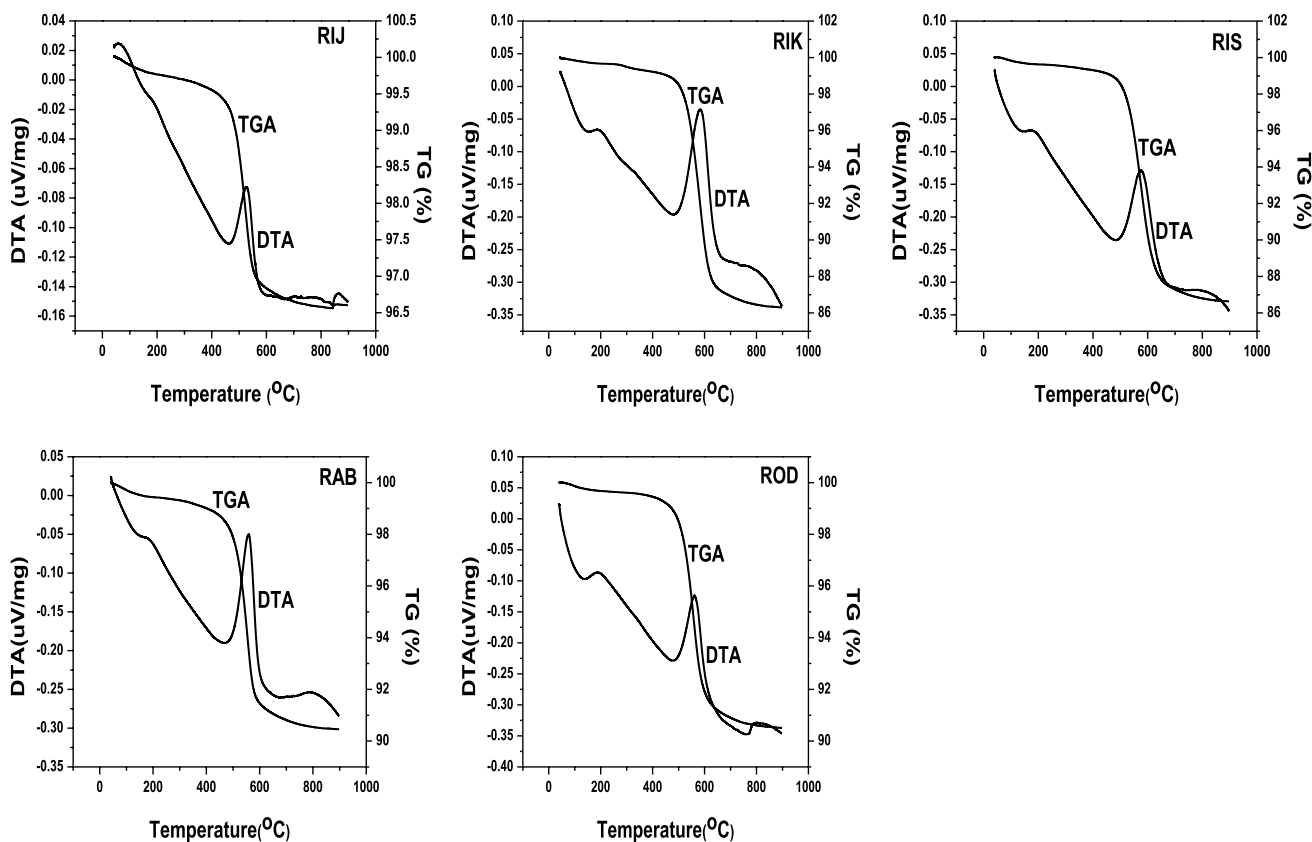 RIJ
DTA (uV/mg)
0.04
0.02
0.00
-0.02
-0.04
-0.06
-0.08
-0.10
-0.12
-0.14
-0.16
TGA
DTA
100.5
100.0
99.5
99.0
98.5
98.0
97.5
97.0
96.5
TG (%)
0 200 400 600 800 1000
Temperature (OC)
RIK
DTA(uV/mg)
0.10
0.05
0.00
-0.05
-0.10
-0.15
-0.20
-0.25
-0.30
-0.35
TGA
DTA
102
100
98
96
94
92
90
88
86
TG (%)
0 200 400 600 800 1000
Temperature(OC)
RIS
DTA(uV/mg)
0.10
0.05
0.00
-0.05
-0.10
-0.15
-0.20
-0.25
-0.30
-0.35
TGA
DTA
102
100
98
96
94
92
90
88
86
TG (%)
0 200 400 600 800 1000
Temperature(OC)
RAB
DTA(uV/mg)
0.05
0.00
-0.05
-0.10
-0.15
-0.20
-0.25
-0.30
-0.35
TGA
DTA
100
98
96
94
92
90
TG (%)
0 200 400 600 800 1000
Temperature(OC)
ROD
DTA(uV/mg)
0.10
0.05
0.00
-0.05
-0.10
-0.15
-0.20
-0.25
-0.30
-0.35
-0.40
TGA
DTA
100
98
96
94
92
90
TG (%)
0 200 400 600 800 1000
Temperature(OC)